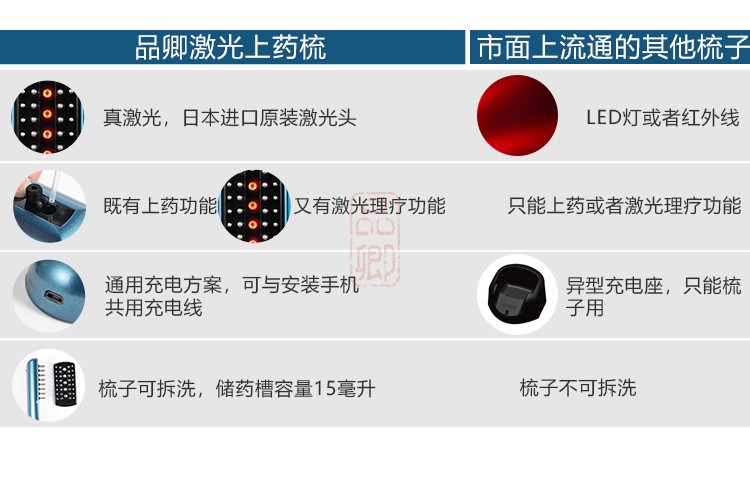 品卿激光上药梳
市面上流通的其他梳子
真激光，日本进口原装激光头
LED灯或者红外线
既有上药功能
又有激光理疗功能
只能上药或者激光理疗功能
通用充电方案，可与安装手机
共用充电线
异型充电座，只能梳
子用
梳子可拆洗，储药槽容量15毫升
梳子不可拆洗
品卿